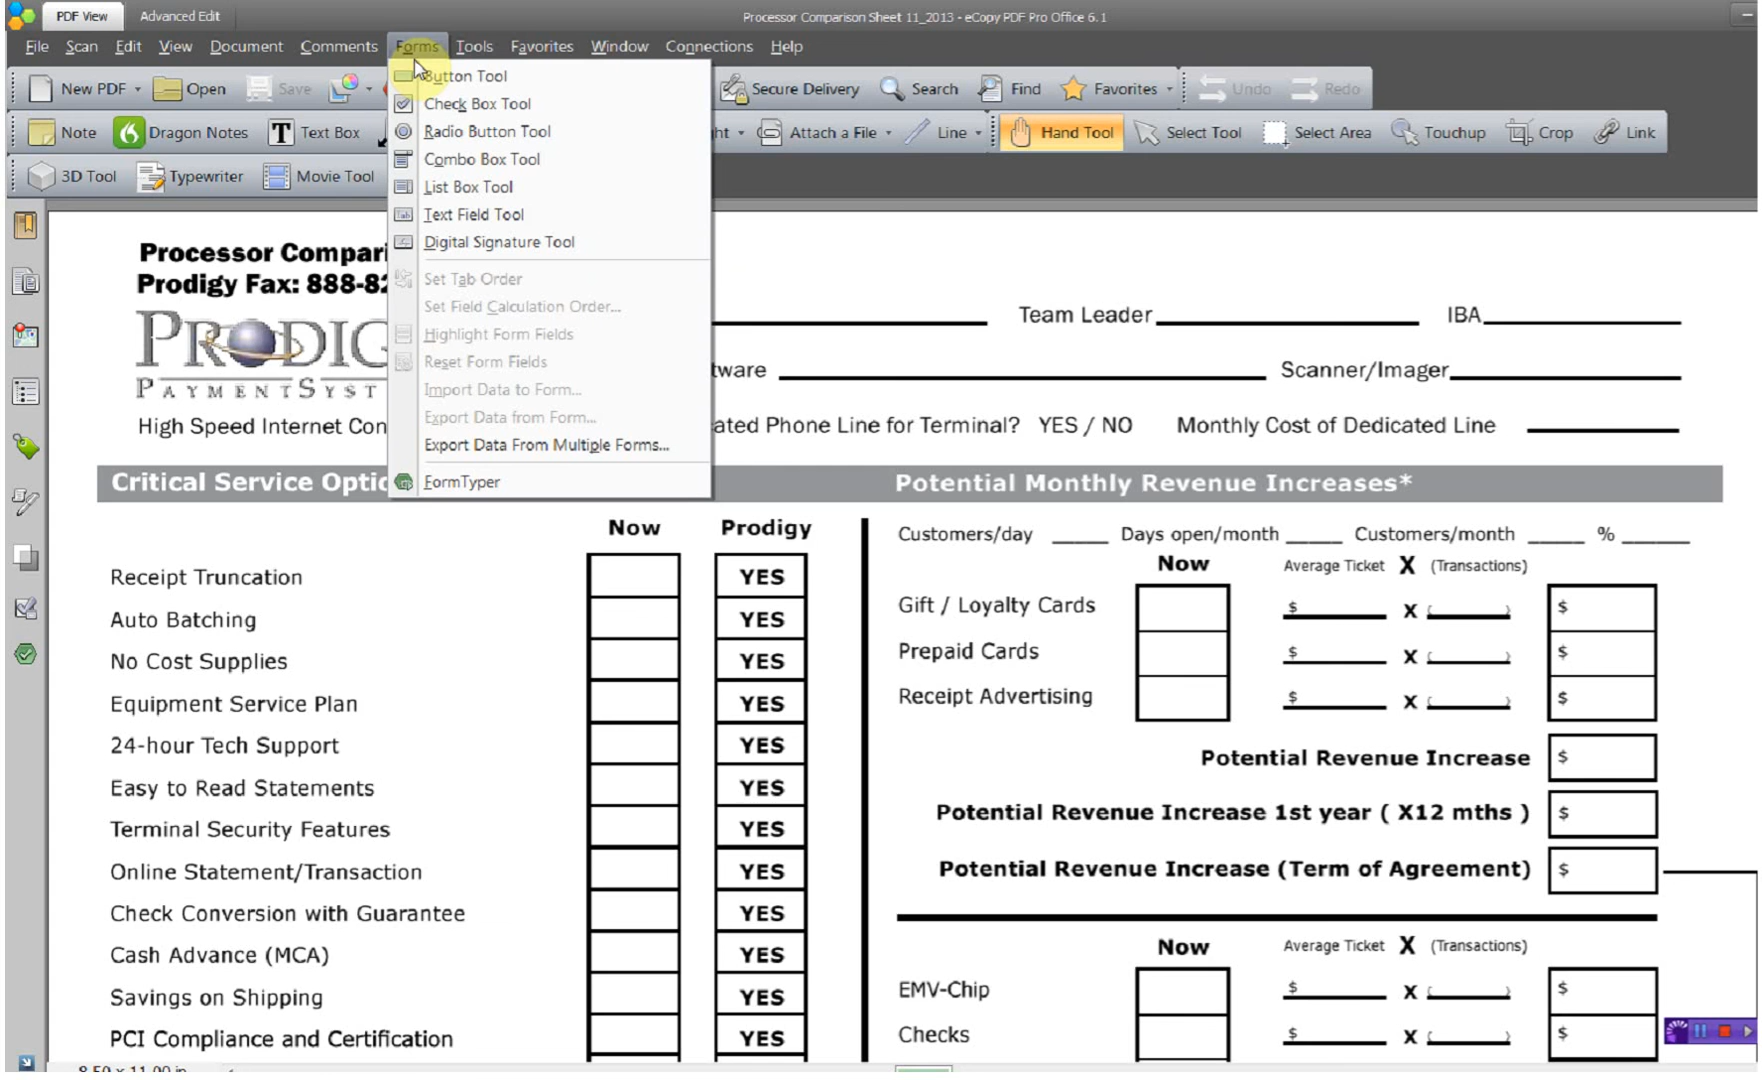 PDF View Advanced Edit Processor Comparison Sheet 11_2013 - eCopy PDF Pro Office 6.1
File Scan Edit View Document Comments Forms Tools Favorites Window Connections Help
New PDF Open Save Secure Delivery Search Find Favorites Undo Redo
Note Dragon Notes Text Box Attach a File Line Hand Tool Select Tool Select Area Touchup Crop Link
3D Tool Typewriter Movie Tool
Button Tool
Check Box Tool
Radio Button Tool
Combo Box Tool
List Box Tool
Text Field Tool
Digital Signature Tool
Set Tab Order
Set Field Calculation Order...
Highlight Form Fields
Reset Form Fields
Import Data to Form...
Export Data from Form...
Export Data From Multiple Forms...
FormTyper
Processor Compari
Prodigy Fax: 888-82
PRODIG
PAYMENT SYST
Team Leader IBA
tware Scanner/Imager
High Speed Internet Con
ated Phone Line for Terminal? YES / NO Monthly Cost of Dedicated Line
Critical Service Optic
Now Prodigy
Receipt Truncation YES
Auto Batching YES
No Cost Supplies YES
Equipment Service Plan YES
24-hour Tech Support YES
Easy to Read Statements YES
Terminal Security Features YES
Online Statement/Transaction YES
Check Conversion with Guarantee YES
Cash Advance (MCA) YES
Savings on Shipping YES
PCI Compliance and Certification YES
Potential Monthly Revenue Increases*
Customers/day _____ Days open/month _____ Customers/month _____ % ______
Now Average Ticket X (Transactions)
Gift / Loyalty Cards $ X ( ) $
Prepaid Cards $ X ( ) $
Receipt Advertising $ X ( ) $
Potential Revenue Increase $
Potential Revenue Increase 1st year ( X12 mths ) $
Potential Revenue Increase (Term of Agreement) $
Now Average Ticket X (Transactions)
EMV-Chip $ X ( ) $
Checks $ X ( ) $
8.50 x 11.00 in